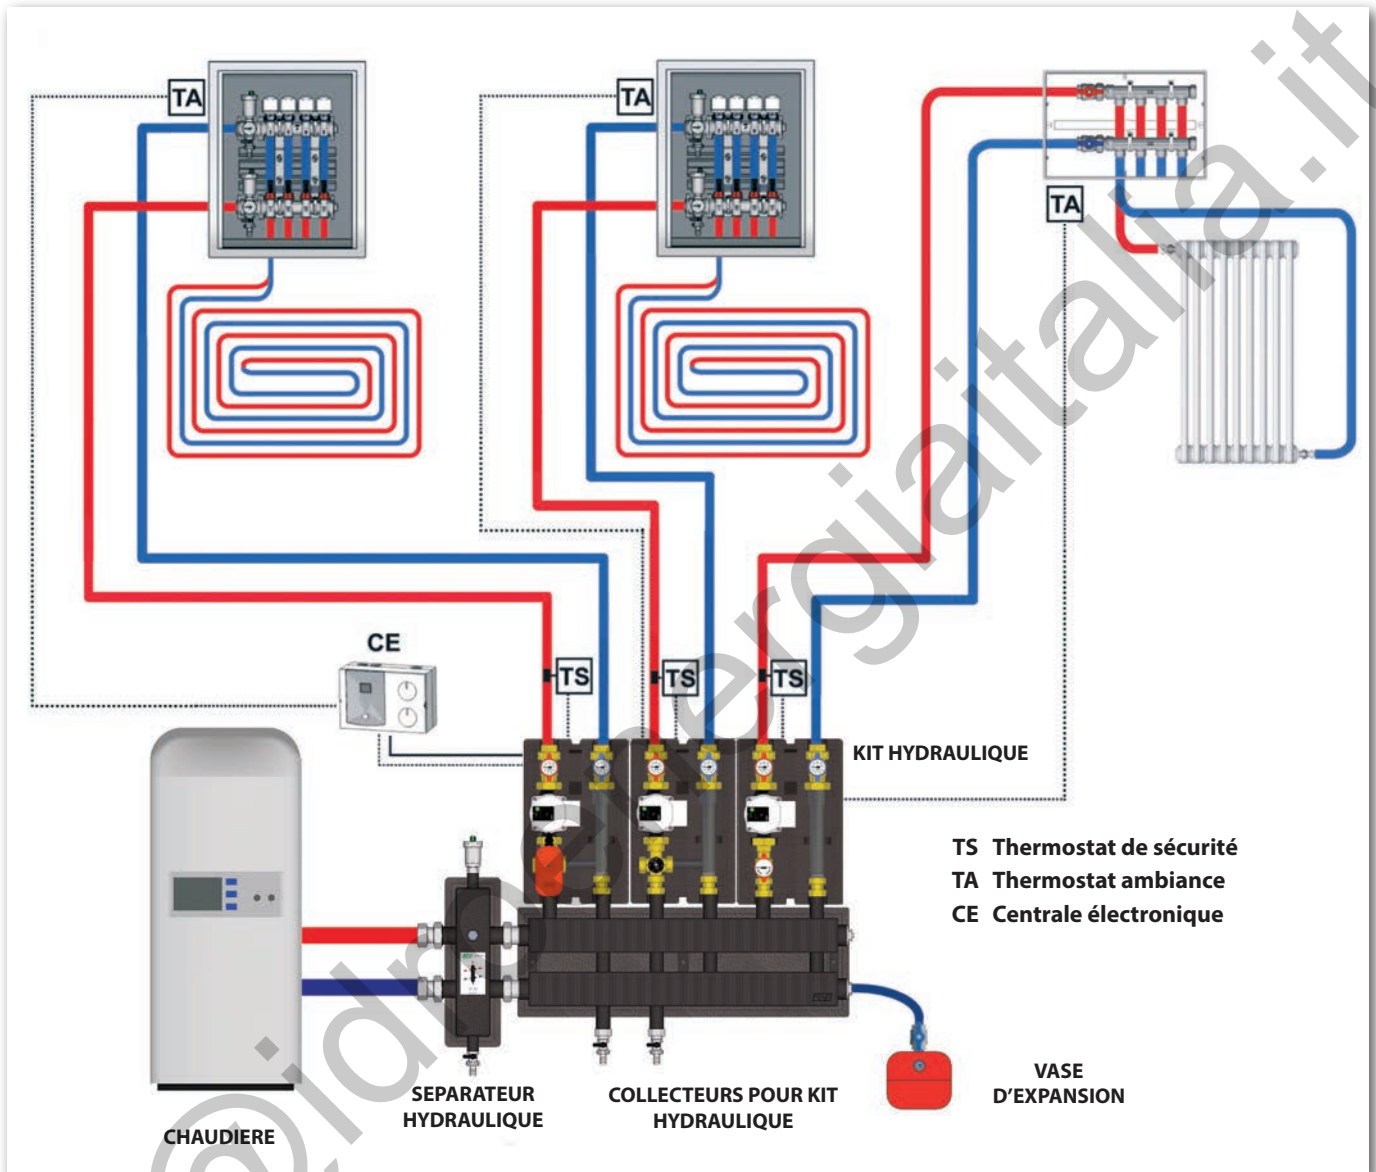 TA
TA
TA
CE
TS
TS
TS
KIT HYDRAULIQUE
TS Thermostat de sécurité
TA Thermostat ambiance
CE Centrale électronique
SEPARATEUR
HYDRAULIQUE
COLLECTEURS POUR KIT
HYDRAULIQUE
VASE
D’EXPANSION
CHAUDIERE
@idroenergiaitalia.it